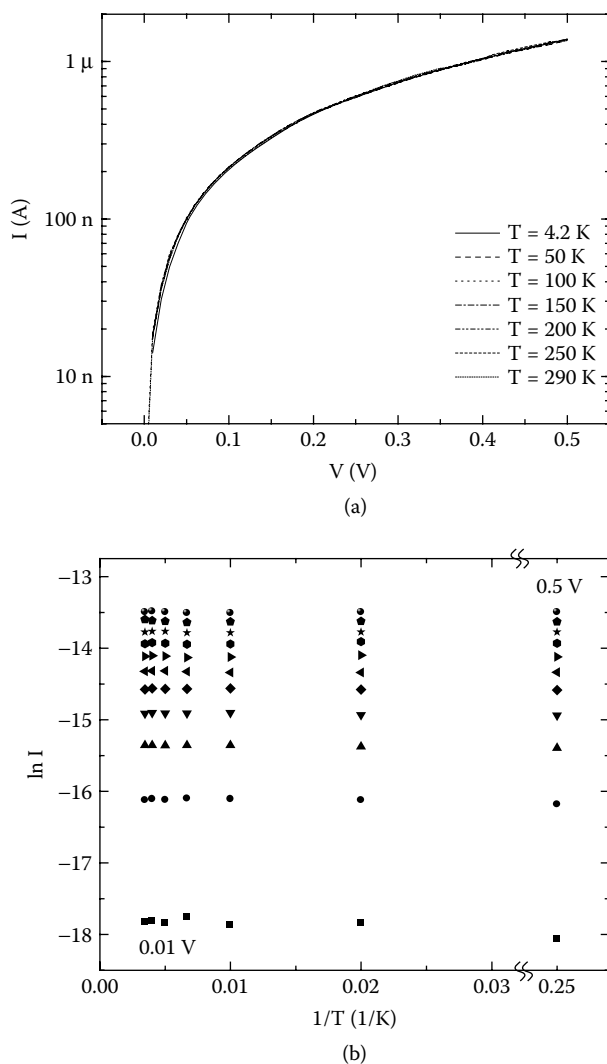 1 μ
100 n
10 n
I (A)
T = 4.2 K
T = 50 K
T = 100 K
T = 150 K
T = 200 K
T = 250 K
T = 290 K
0.0 0.1 0.2 0.3 0.4 0.5
V (V)
(a)
−13
−14
−15
−16
−17
−18
ln I
0.5 V
0.01 V
0.00 0.01 0.02 0.03 0.25
1/T (1/K)
(b)